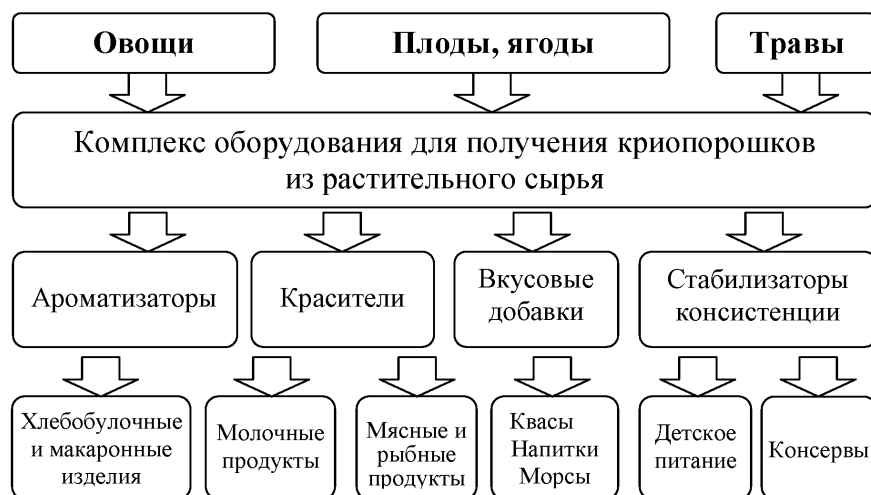 Овощи
Плоды, ягоды
Травы
Комплекс оборудования для получения криопорошков
из растительного сырья
Ароматизаторы
Красители
Вкусовые
добавки
Стабилизаторы
консистенции
Хлебобулочные
и макаронные
изделия
Молочные
продукты
Мясные и
рыбные
продукты
Квасы
Напитки
Морсы
Детское
питание
Консервы